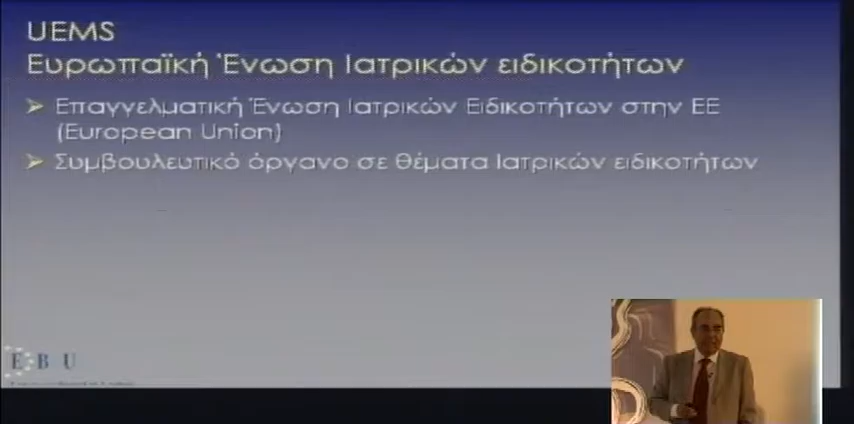 UEMS
Ευρωπαϊκή Ένωση Ιατρικών ειδικοτήτων
Επαγγελματική Ένωση Ιατρικών Ειδικοτήτων στην ΕΕ
(European Union)
Συμβουλευτικό όργανο σε θέματα Ιατρικών ειδικοτήτων
E B U